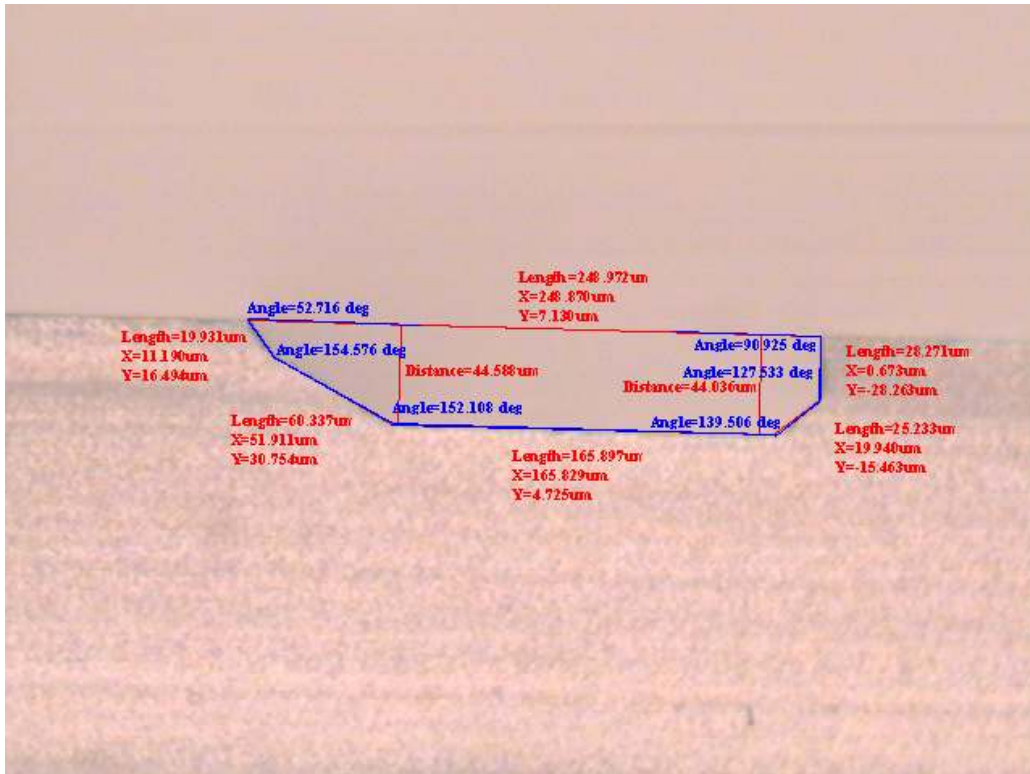 Length=248.972um
X=248.870um
Y=7.130um
Angle=52.716 deg
Length=19.931um
X=11.190um
Y=16.494um
Angle=154.576 deg
Angle=90.925 deg
Length=28.271um
X=0.673um
Y=-28.263um
Distance=44.588um
Angle=127.533 deg
Distance=44.036um
Angle=152.108 deg
Length=60.337um
X=51.911um
Y=30.754um
Angle=139.506 deg
Length=25.233um
X=19.940um
Y=-15.463um
Length=165.897um
X=165.829um
Y=4.725um